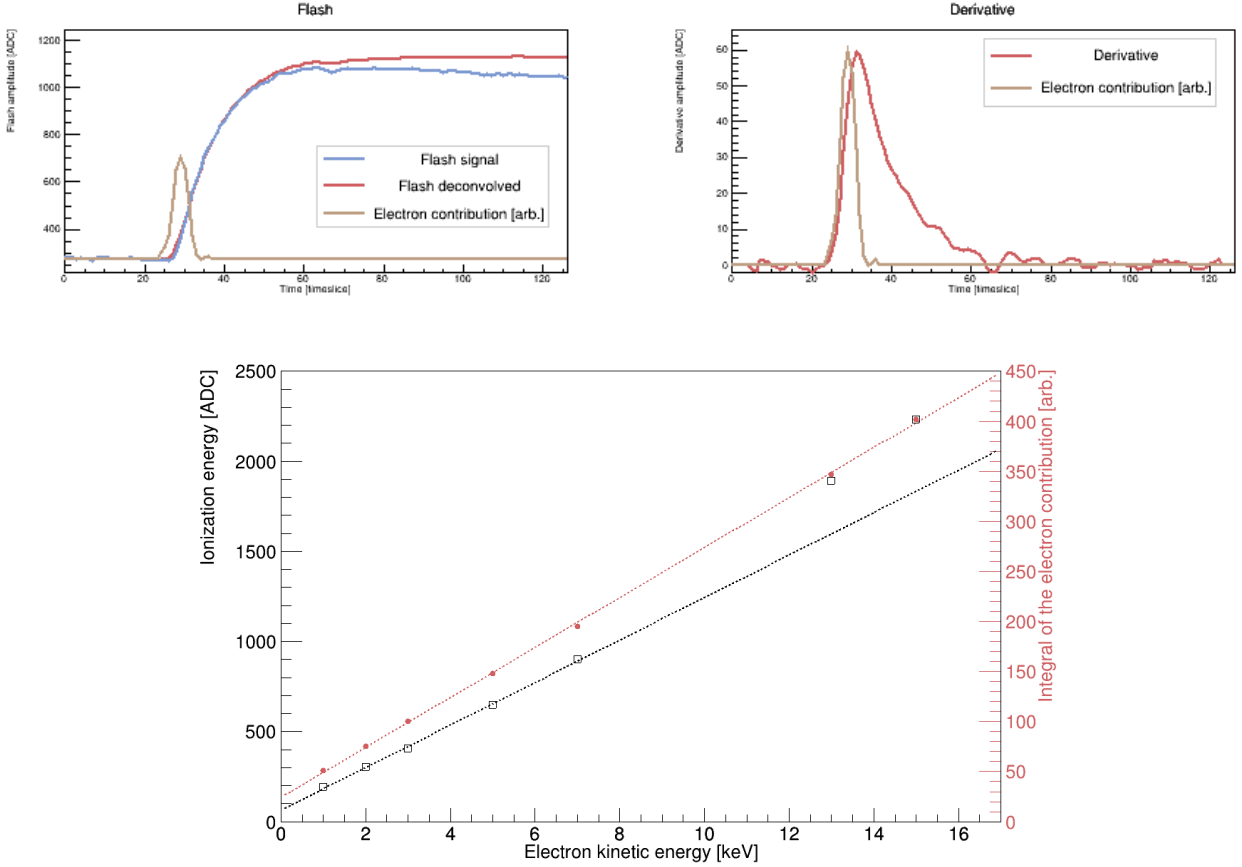 Flash
Flash amplitude [ADC]
1200
1000
800
600
400
Flash signal
Flash deconvolved
Electron contribution [arb.]
0 20 40 60 80 100 120
Time [timeslice]
Derivative
Derivative amplitude [ADC]
60
50
40
30
20
10
0
Derivative
Electron contribution [arb.]
0 20 40 60 80 100 120
Time [timeslice]
Ionization energy [ADC]
2500
2000
1500
1000
500
0
450
400
350
300
250
200
150
100
50
0
Integral of the electron contribution [arb.]
0 2 4 6 8 10 12 14 16
Electron kinetic energy [keV]